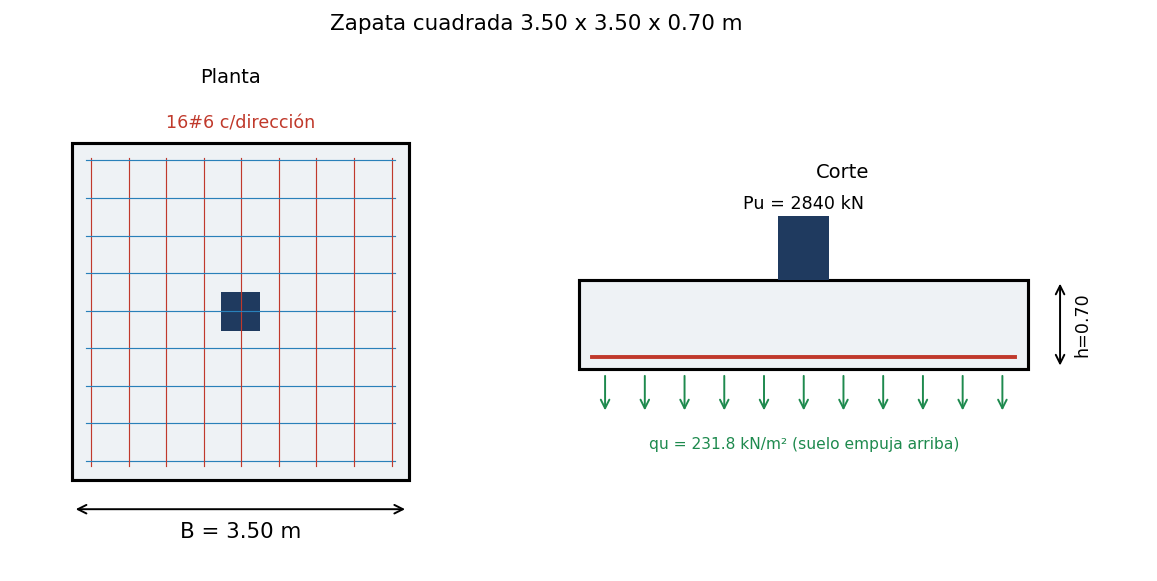 Zapata cuadrada 3.50 x 3.50 x 0.70 m
Planta
16#6 c/dirección
B = 3.50 m
Corte
Pu = 2840 kN
h=0.70
qu = 231.8 kN/m² (suelo empuja arriba)